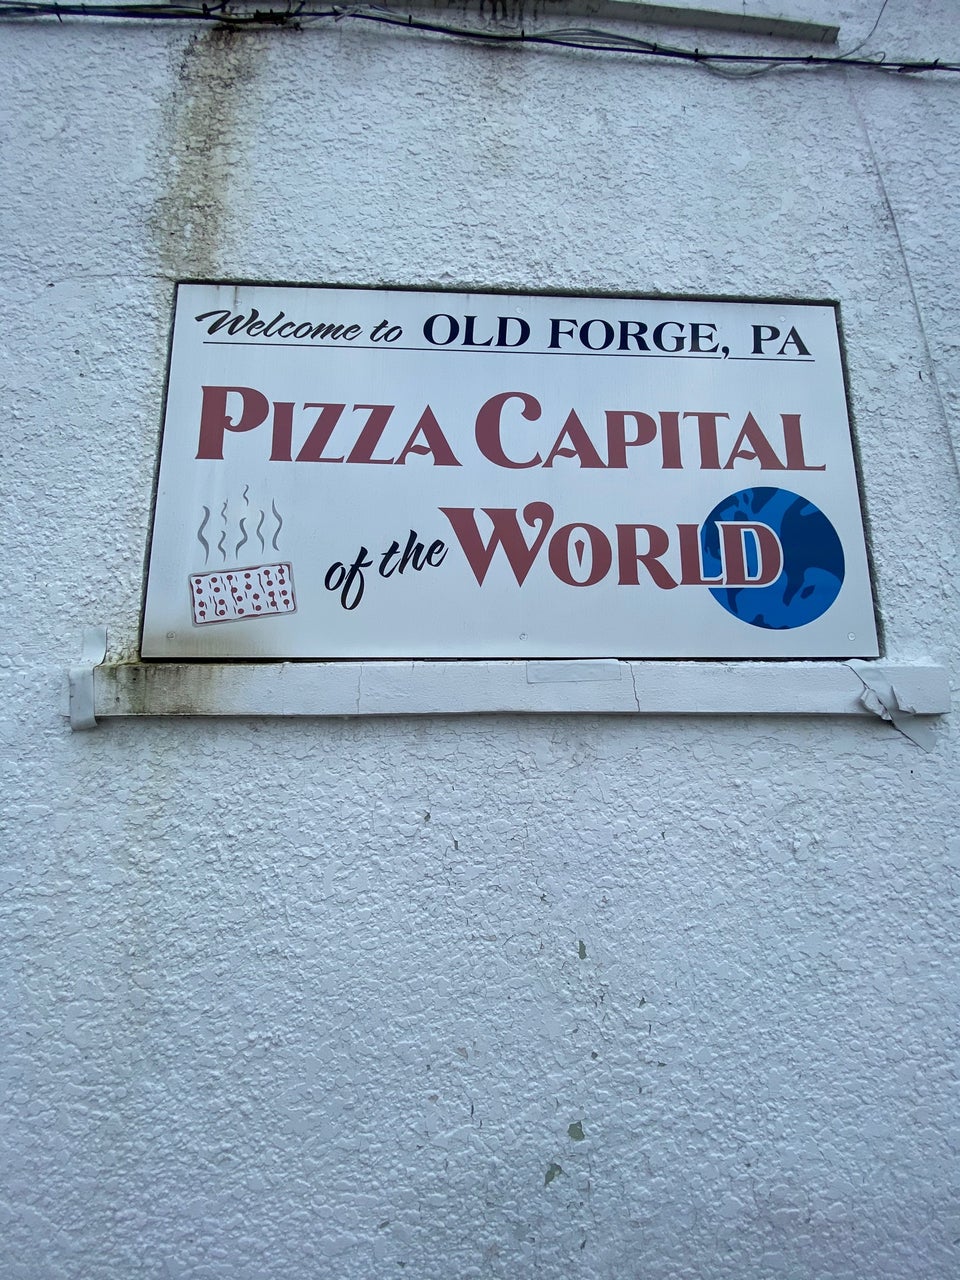 Welcome to OLD FORGE, PA
PIZZA CAPITAL
of the WORLD